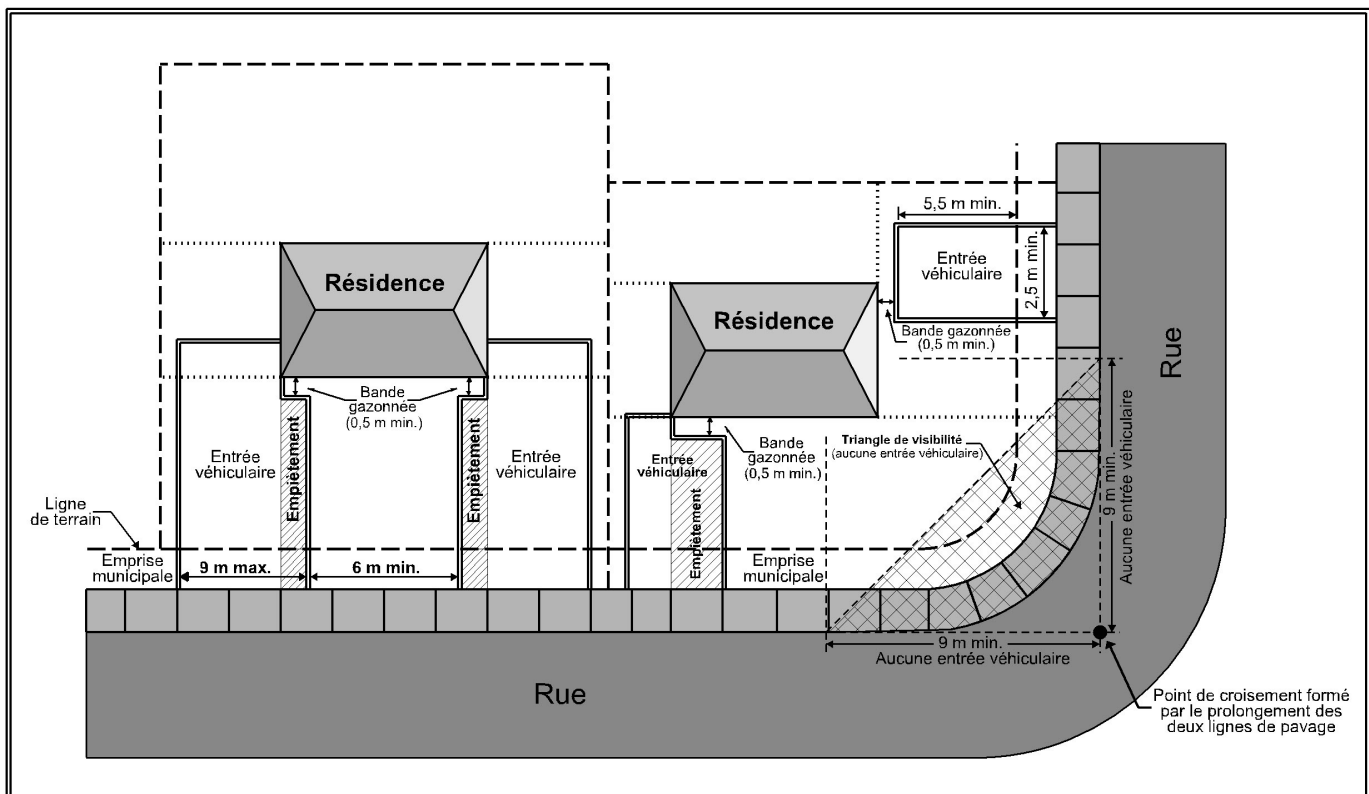 Résidence
Entrée
véhiculaire
Empiètement
Bande
gazonnée
(0,5 m min.)
Empiètement
Entrée
véhiculaire
Ligne
de terrain
Emprise
municipale
9 m max.
6 m min.
Résidence
Entrée
véhiculaire
Empiètement
Bande
gazonnée
(0,5 m min.)
Emprise
municipale
5,5 m min.
Entrée
véhiculaire
2,5 m min.
Bande gazonnée
(0,5 m min.)
Triangle de visibilité
(aucune entrée véhiculaire)
9 m min.
Aucune entrée véhiculaire
9 m min.
Aucune entrée véhiculaire
Rue
Rue
Point de croisement formé
par le prolongement des
deux lignes de pavage